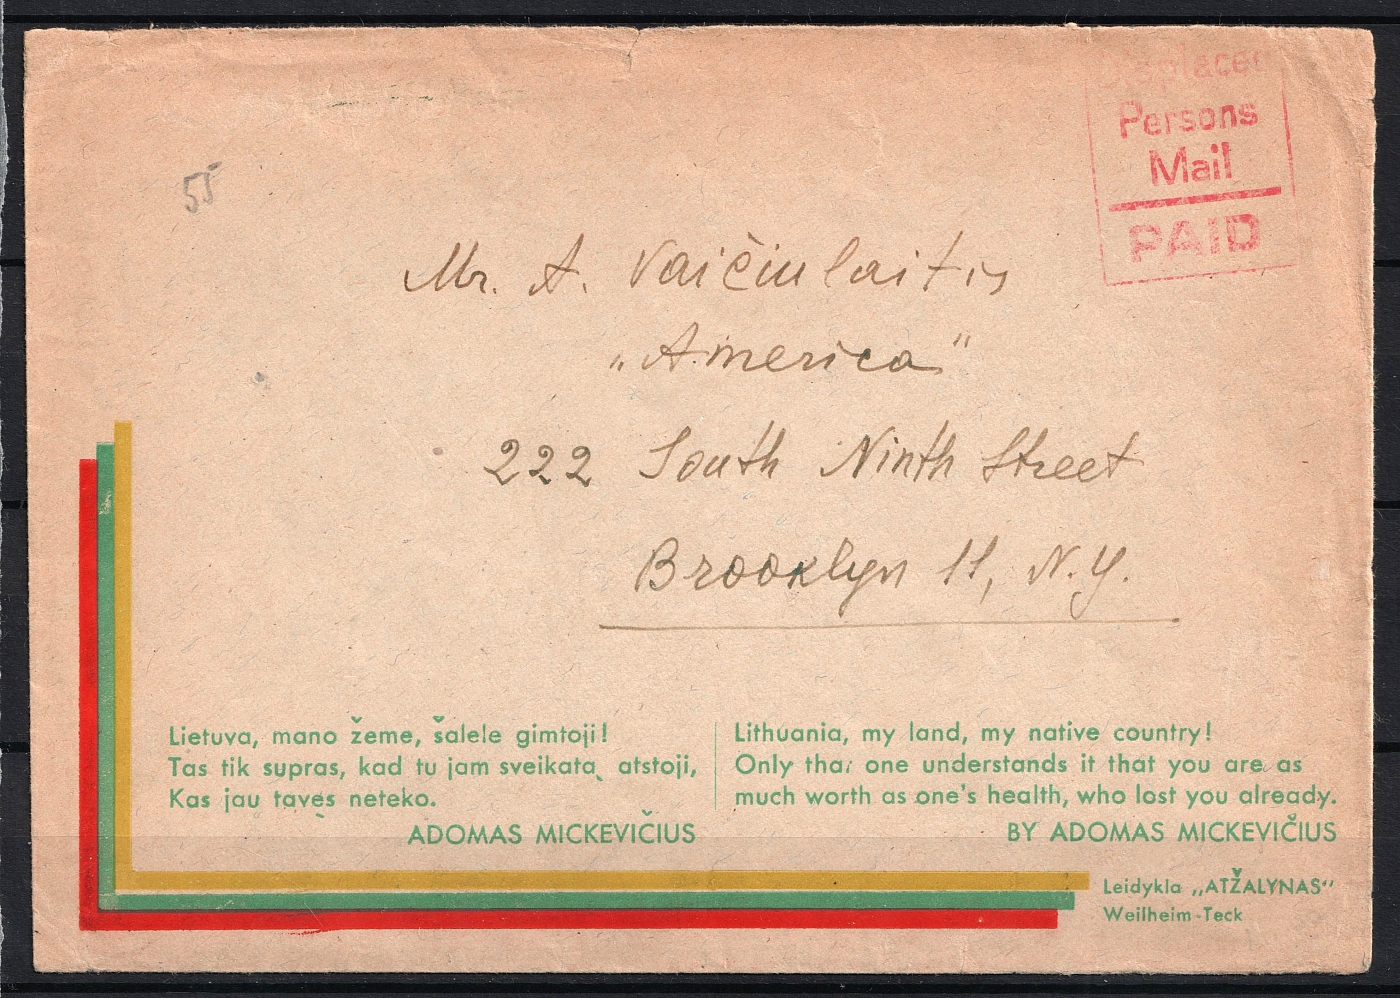 Displaced
Persons
Mail
PAID
55
Mr. A. Vaičiulaitis
„America"
222 South Ninth Street
Brooklyn 11, N.Y.
Lietuva, mano žeme, šalele gimtoji!
Tas tik supras, kad tu jam sveikatą atstoji,
Kas jau tavęs neteko.
ADOMAS MICKEVIČIUS
Lithuania, my land, my native country!
Only that one understands it that you are as
much worth as one's health, who lost you already.
BY ADOMAS MICKEVIČIUS
Leidykla „ATŽALYNAS"
Weilheim-Teck